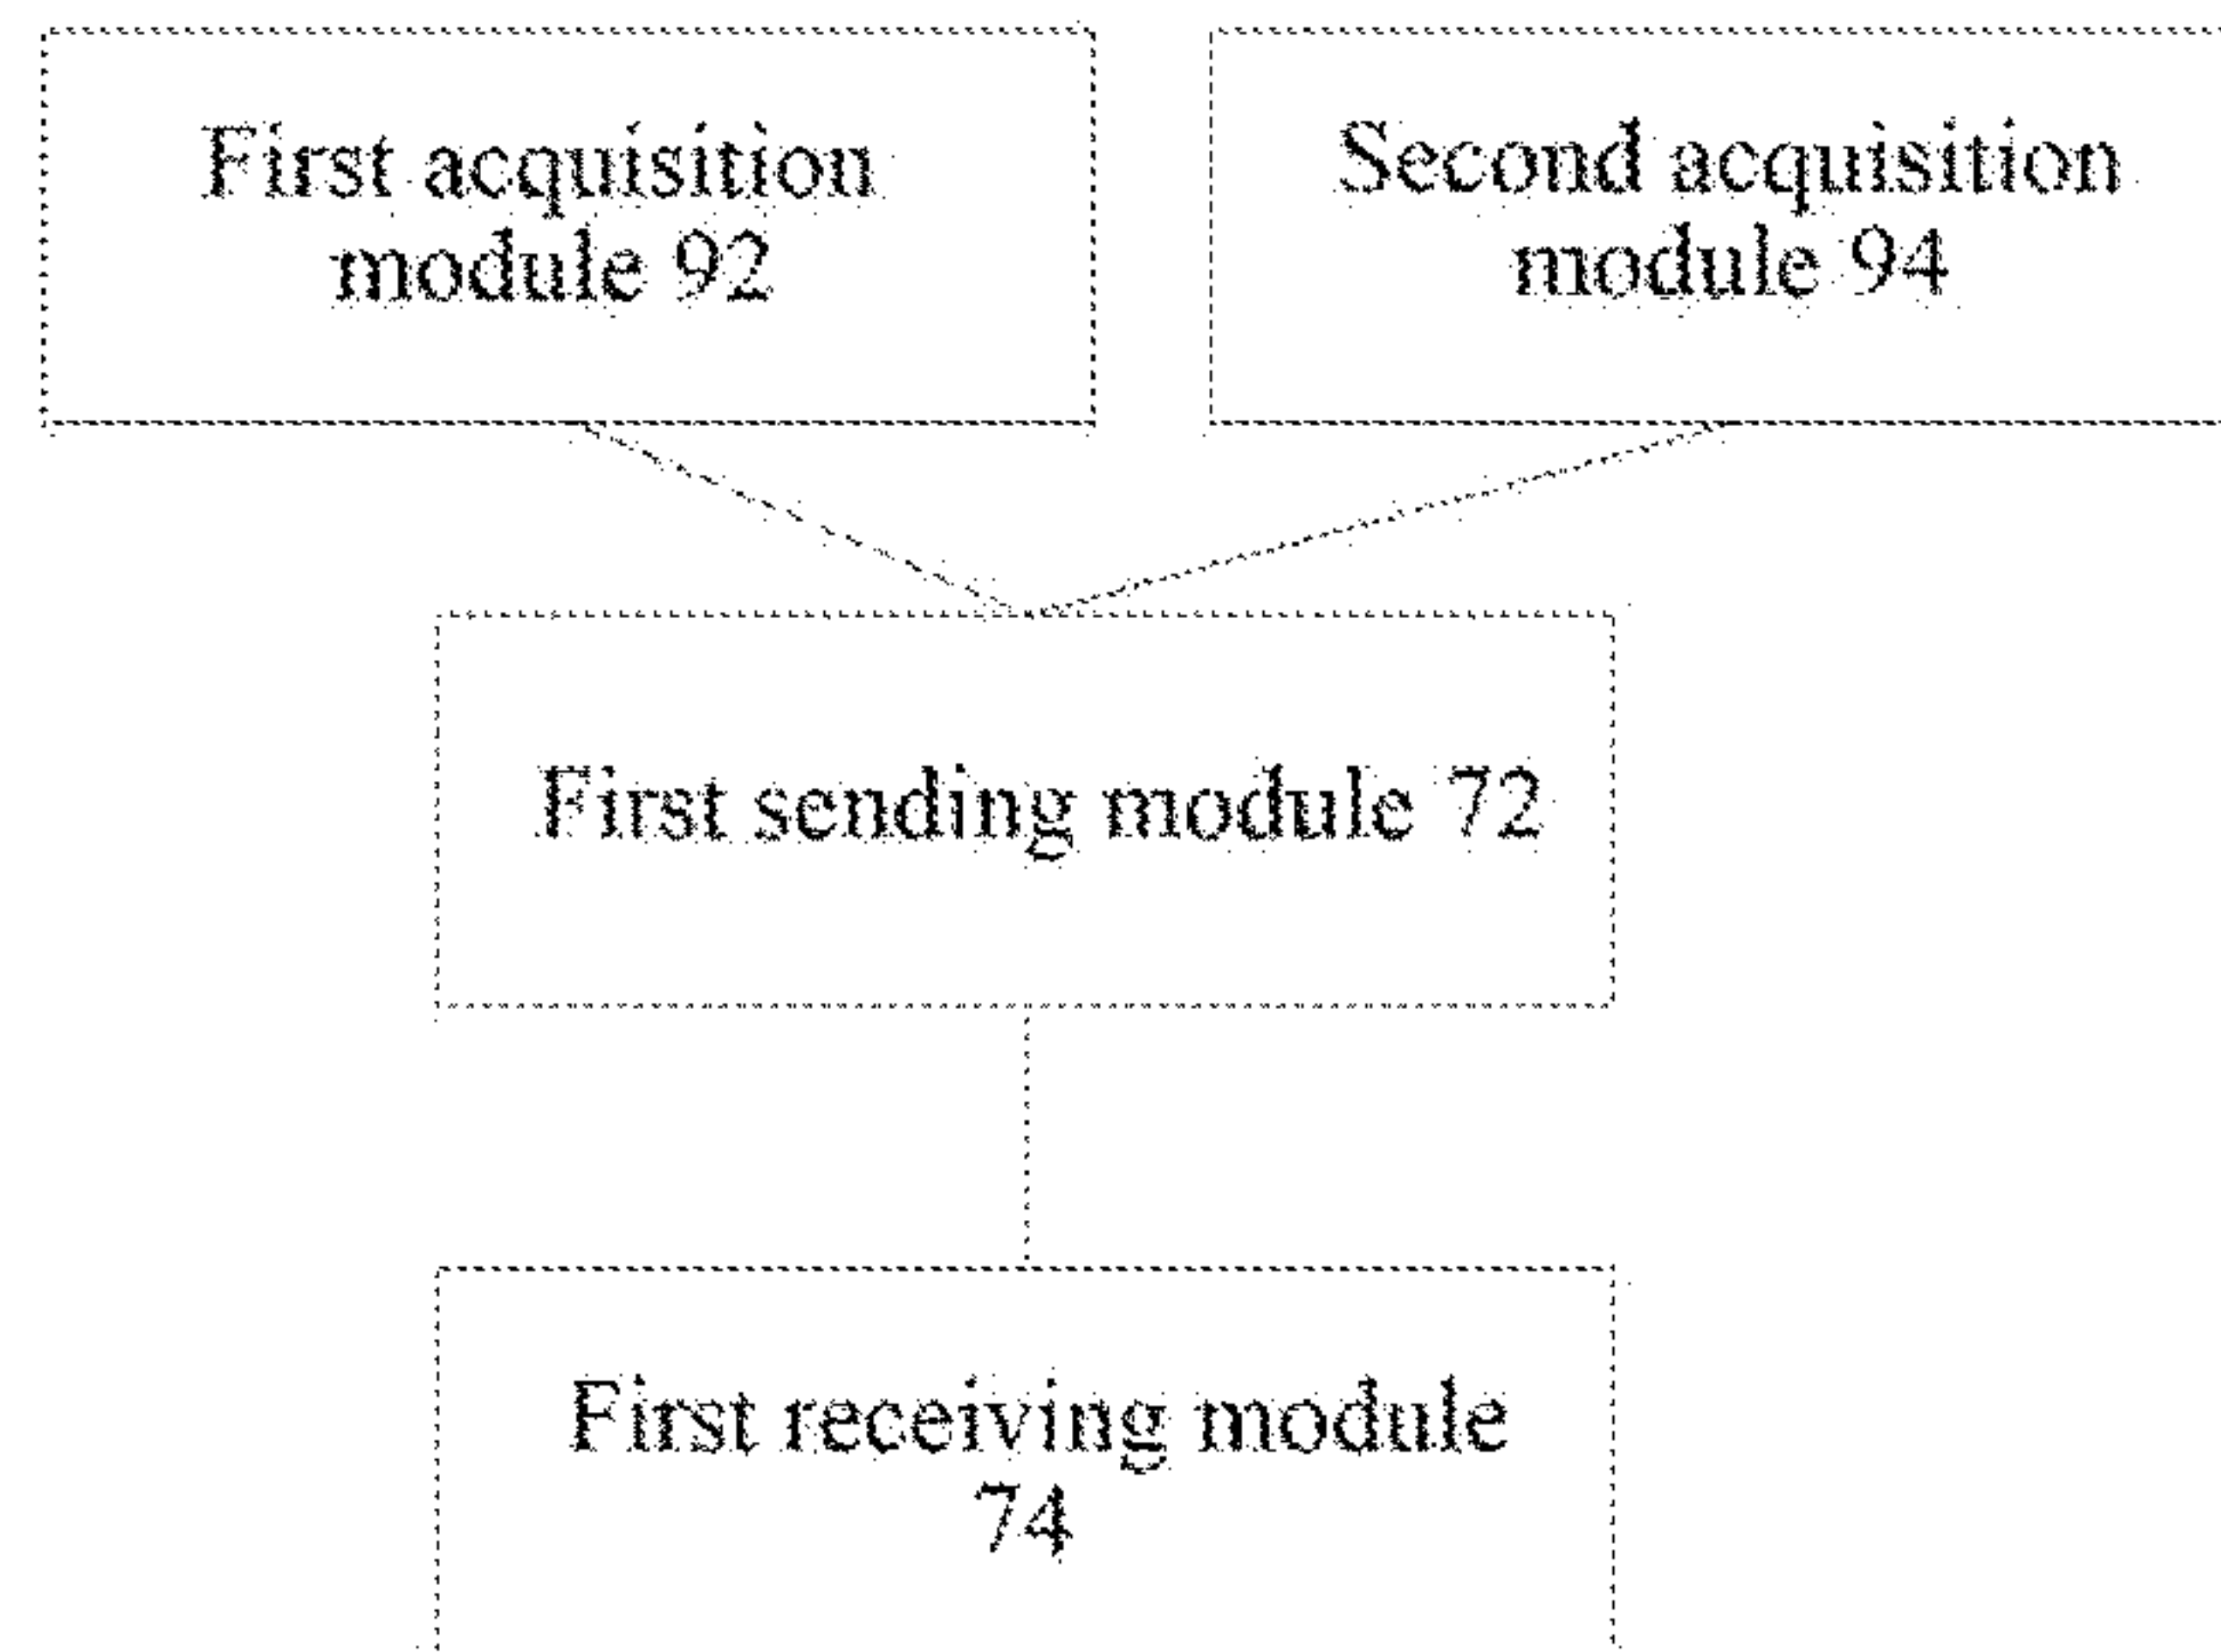 First acquisition
module 92
Second acquisition
module 94
First sending module 72
First receiving module
74